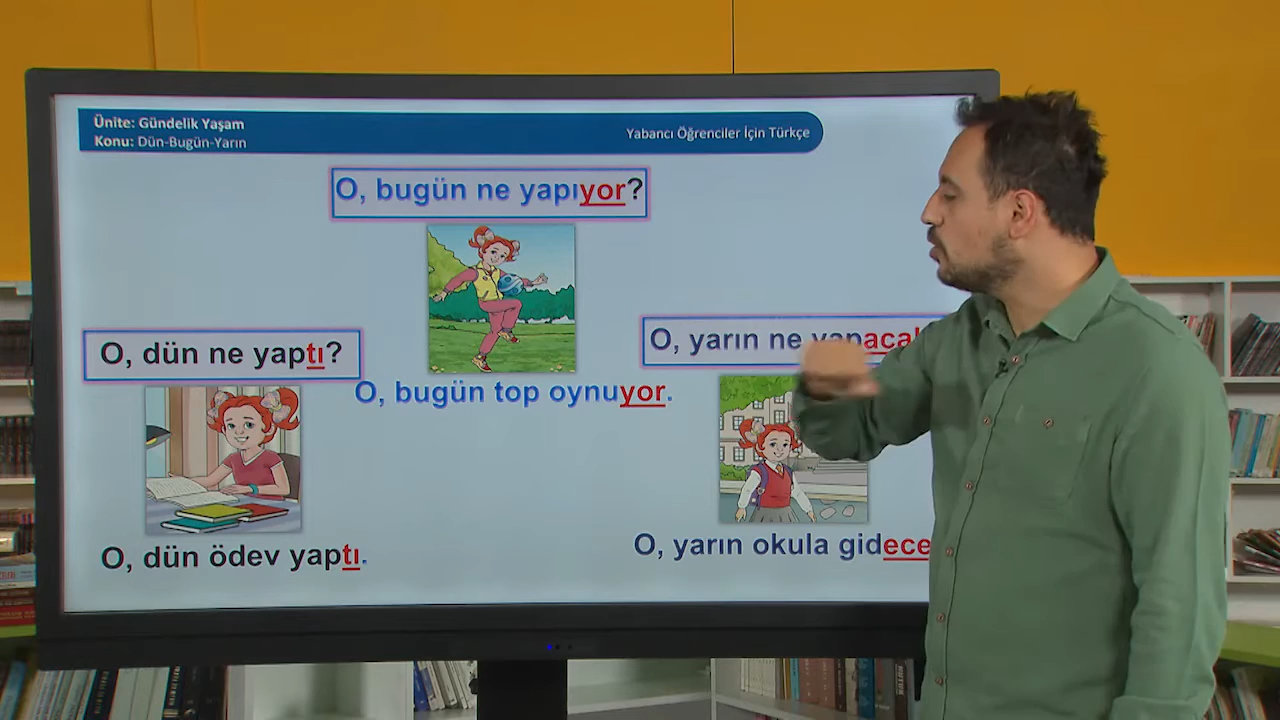 Ünite: Gündelik Yaşam
Konu: Dün-Bugün-Yarın
Yabancı Öğrenciler İçin Türkçe
O, bugün ne yapıyor?
O, bugün top oynuyor.
O, dün ne yaptı?
O, dün ödev yaptı.
O, yarın ne
O, yarın okula gidece